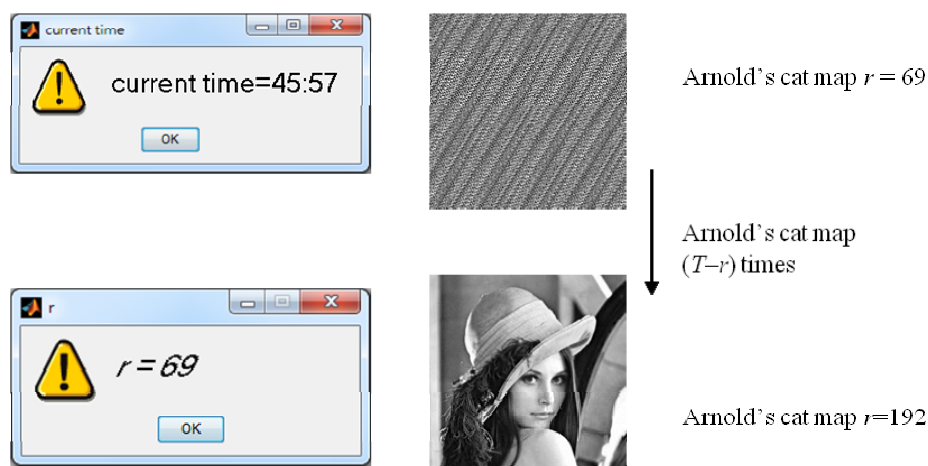 current time
current time=45:57
OK
Arnold's cat map r = 69
Arnold's cat map
(T–r) times
r
r = 69
OK
Arnold's cat map r=192